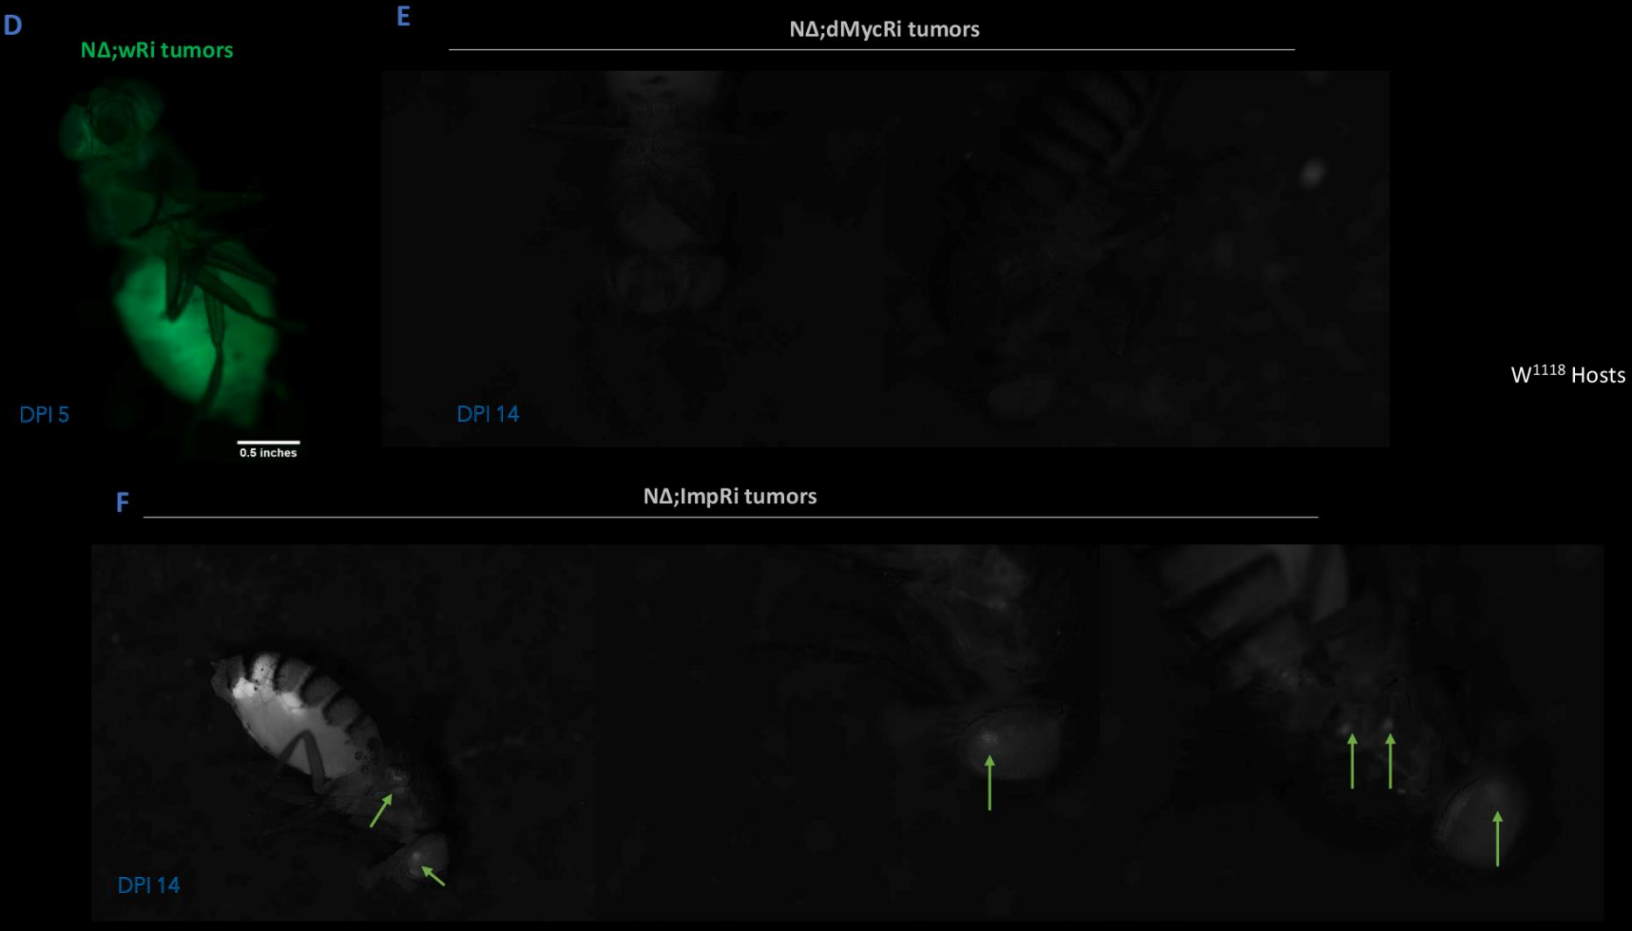 D
NΔ;wRi tumors
DPI 5
0.5 inches
E
NΔ;dMycRi tumors
DPI 14
W¹¹¹⁸ Hosts
F
NΔ;ImpRi tumors
DPI 14